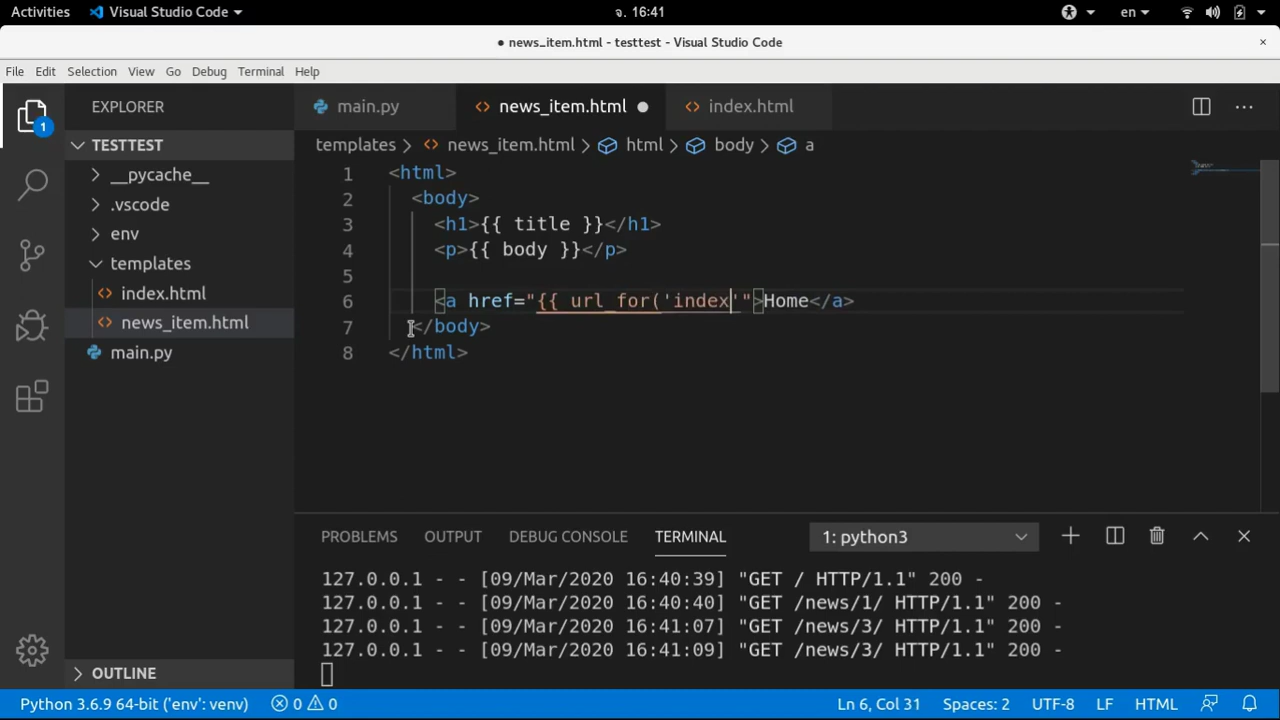 Activities Visual Studio Code จ. 16:41 en
● news_item.html - testtest - Visual Studio Code ×
File Edit Selection View Go Debug Terminal Help
EXPLORER main.py news_item.html ● index.html
TESTTEST templates > news_item.html > html > body > a
__pycache__
.vscode
env
templates
index.html
news_item.html
main.py
1 <html>
2 <body>
3 <h1>{{ title }}</h1>
4 <p>{{ body }}</p>
5
6 <a href="{{ url_for('index'">Home</a>
7 </body>
8 </html>
1
PROBLEMS OUTPUT DEBUG CONSOLE TERMINAL 1: python3
127.0.0.1 - - [09/Mar/2020 16:40:39] "GET / HTTP/1.1" 200 -
127.0.0.1 - - [09/Mar/2020 16:40:40] "GET /news/1/ HTTP/1.1" 200 -
127.0.0.1 - - [09/Mar/2020 16:41:07] "GET /news/3/ HTTP/1.1" 200 -
127.0.0.1 - - [09/Mar/2020 16:41:09] "GET /news/3/ HTTP/1.1" 200 -
OUTLINE
Python 3.6.9 64-bit ('env': venv) 0 0 Ln 6, Col 31 Spaces: 2 UTF-8 LF HTML